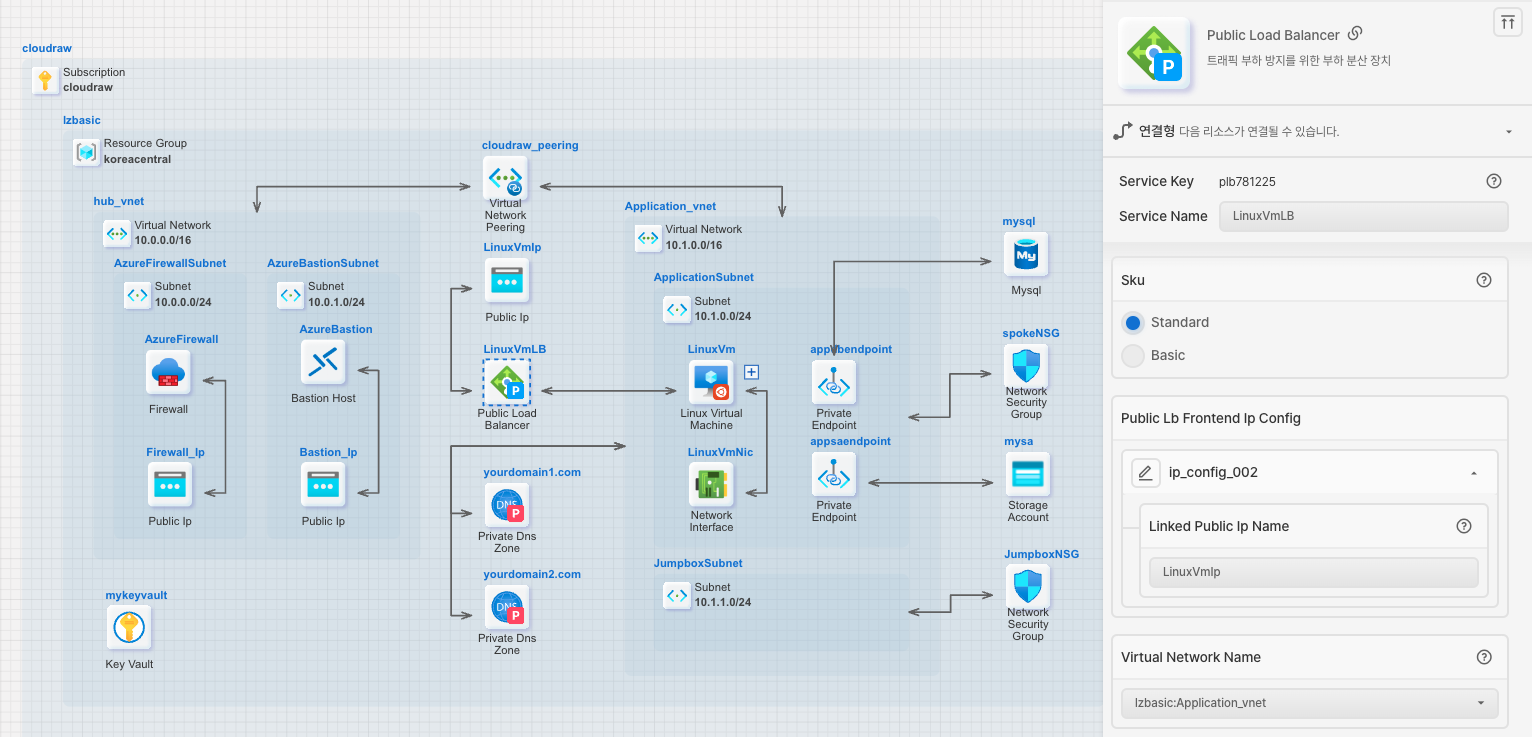 cloudraw
Subscription
cloudraw
lzbasic
Resource Group
koreacentral
hub_vnet
Virtual Network
10.0.0.0/16
AzureFirewallSubnet
Subnet
10.0.0.0/24
AzureFirewall
Firewall
Firewall_Ip
Public Ip
AzureBastionSubnet
Subnet
10.0.1.0/24
AzureBastion
Bastion Host
Bastion_Ip
Public Ip
mykeyvault
Key Vault
cloudraw_peering
Virtual
Network
Peering
LinuxVmIp
Public Ip
LinuxVmLB
P
Public Load
Balancer
yourdomain1.com
DNS
P
Private Dns
Zone
yourdomain2.com
DNS
P
Private Dns
Zone
Application_vnet
Virtual Network
10.1.0.0/16
ApplicationSubnet
Subnet
10.1.0.0/24
LinuxVm
Linux Virtual
Machine
LinuxVmNic
Network
Interface
endpoint
Private
Endpoint
appsaendpoint
Private
Endpoint
JumpboxSubnet
Subnet
10.1.1.0/24
mysql
My
Mysql
spokeNSG
Network
Security
Group
mysa
Storage
Account
JumpboxNSG
Network
Security
Group
P
Public Load Balancer
트래픽 부하 방지를 위한 부하 분산 장치
연결형 다음 리소스가 연결될 수 있습니다.
Service Key plb781225
Service Name LinuxVmLB
Sku
Standard
Basic
Public Lb Frontend Ip Config
ip_config_002
Linked Public Ip Name
LinuxVmIp
Virtual Network Name
lzbasic:Application_vnet